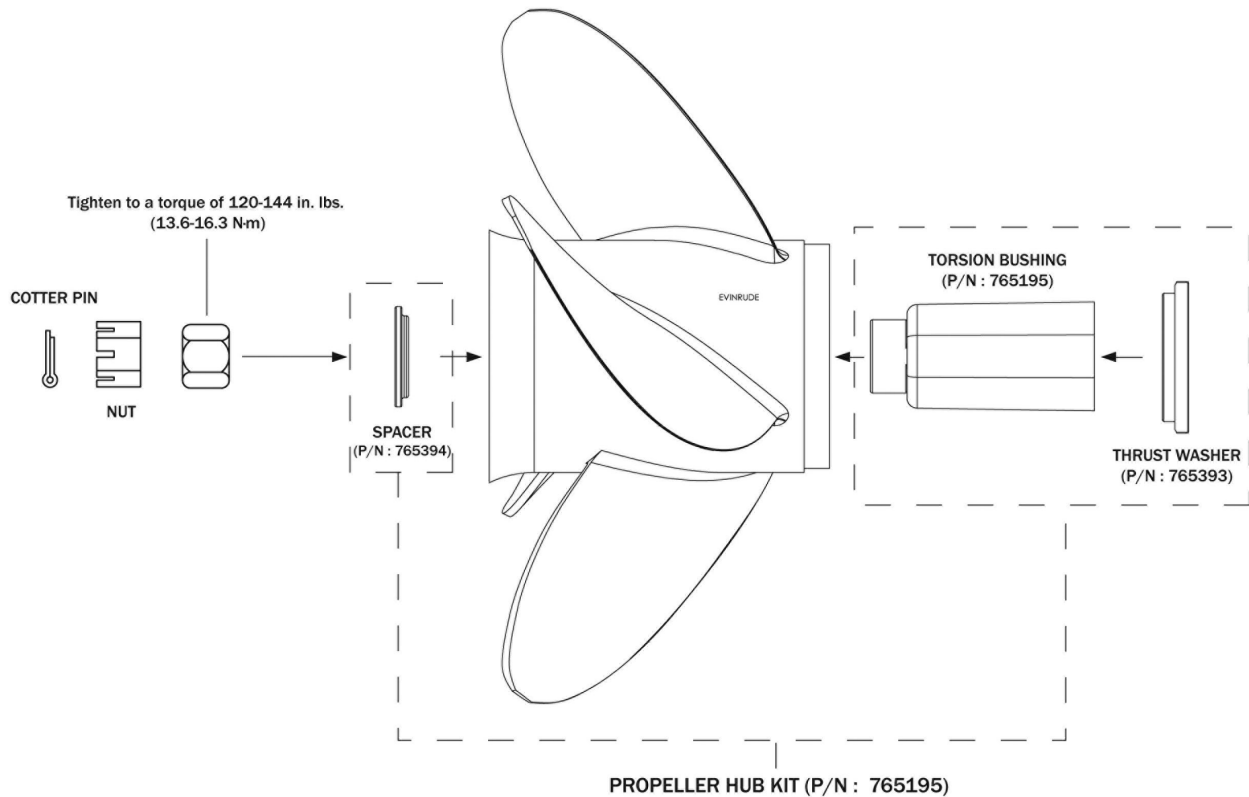 Tighten to a torque of 120-144 in. lbs.
(13.6-16.3 N·m)
COTTER PIN
NUT
SPACER
(P/N : 765394)
EVINRUDE
TORSION BUSHING
(P/N : 765195)
THRUST WASHER
(P/N : 765393)
PROPELLER HUB KIT (P/N : 765195)